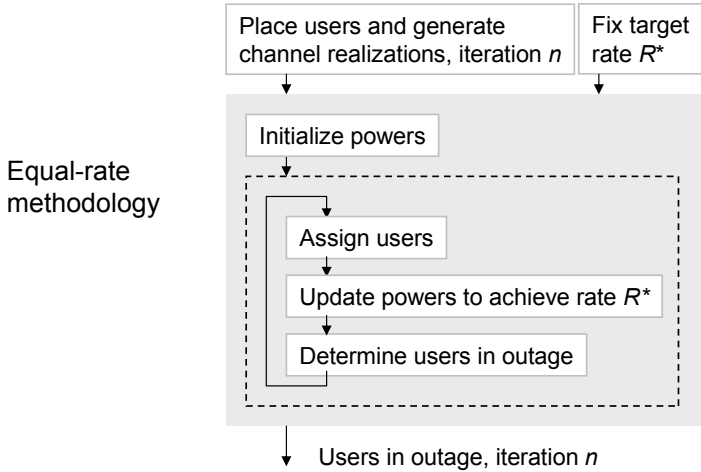 Place users and generate
channel realizations, iteration n
Fix target
rate R*
Initialize powers
Equal-rate
methodology
Assign users
Update powers to achieve rate R*
Determine users in outage
Users in outage, iteration n